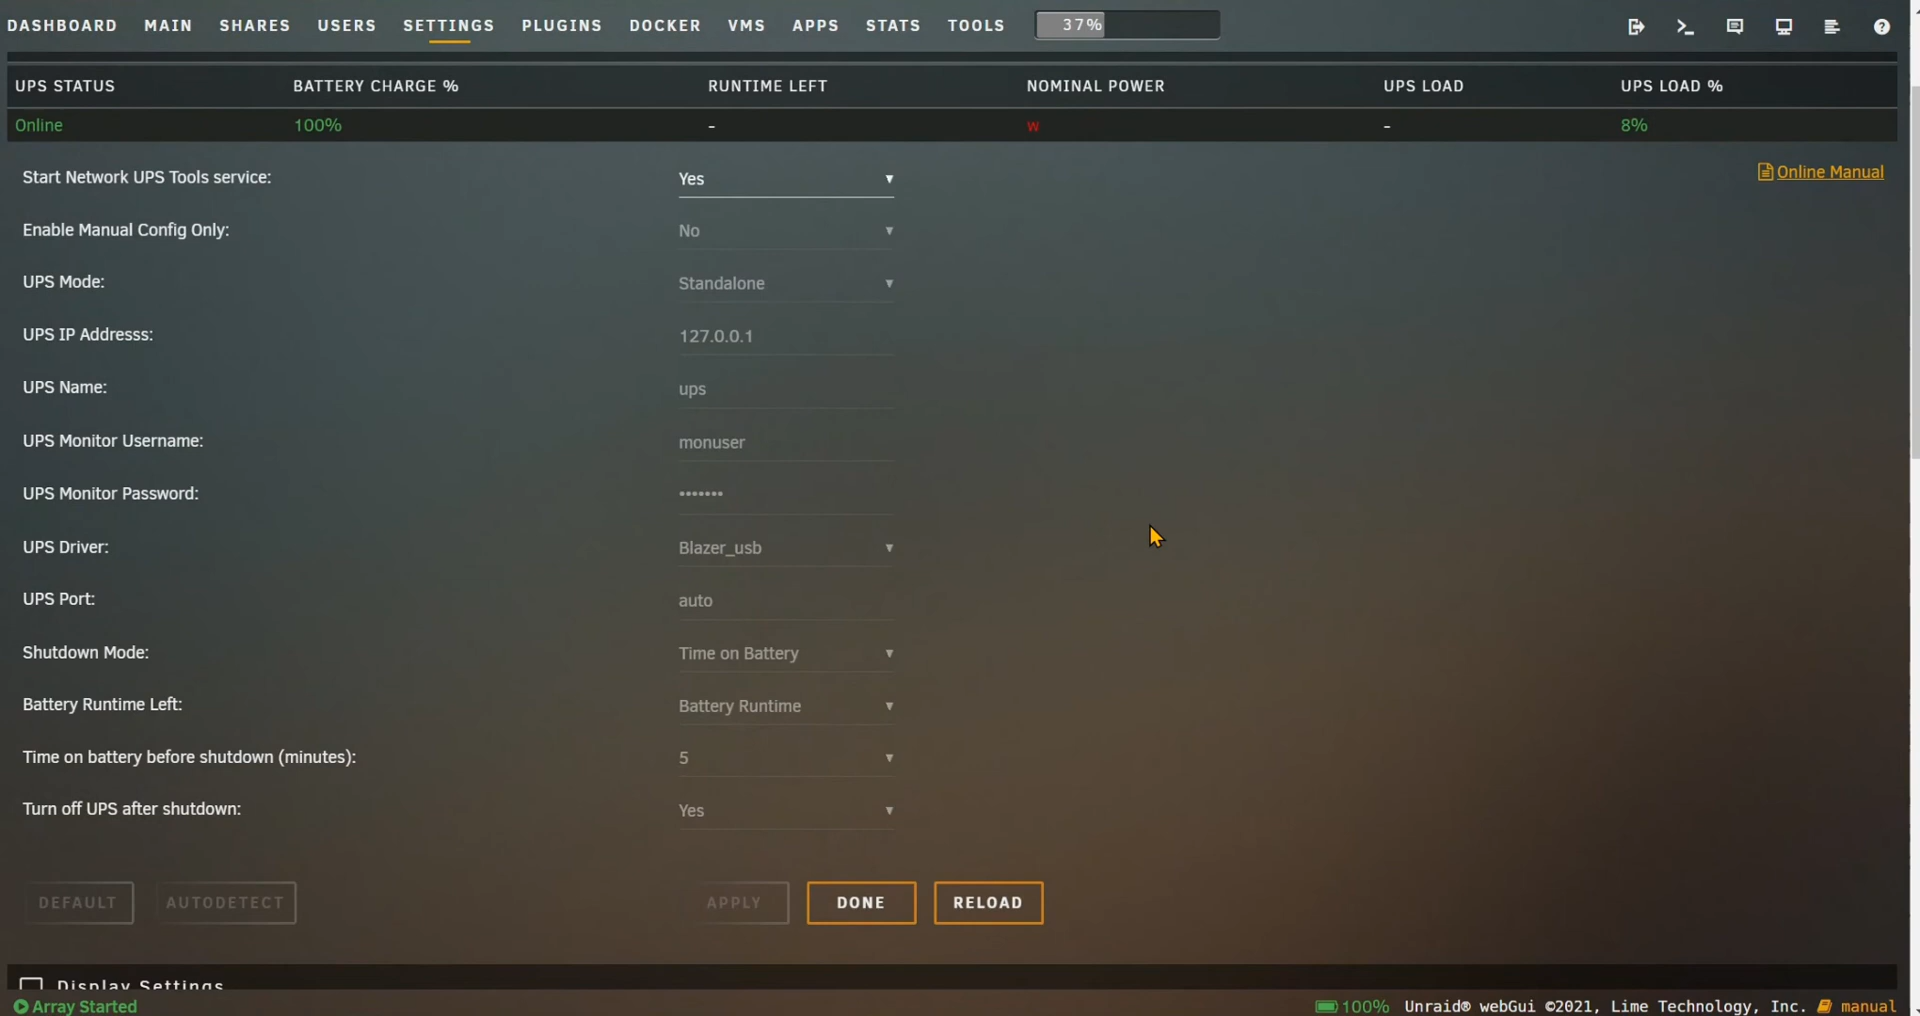 DASHBOARD MAIN SHARES USERS SETTINGS PLUGINS DOCKER VMS APPS STATS TOOLS 37%
UPS STATUS BATTERY CHARGE % RUNTIME LEFT NOMINAL POWER UPS LOAD UPS LOAD %
Online 100% - w - 8%
Start Network UPS Tools service: Yes Online Manual
Enable Manual Config Only: No
UPS Mode: Standalone
UPS IP Addresss: 127.0.0.1
UPS Name: ups
UPS Monitor Username: monuser
UPS Monitor Password: •••••••
UPS Driver: Blazer_usb
UPS Port: auto
Shutdown Mode: Time on Battery
Battery Runtime Left: Battery Runtime
Time on battery before shutdown (minutes): 5
Turn off UPS after shutdown: Yes
DEFAULT AUTODETECT APPLY DONE RELOAD
Display Settings
Array Started 100% Unraid® webGui ©2021, Lime Technology, Inc. manual